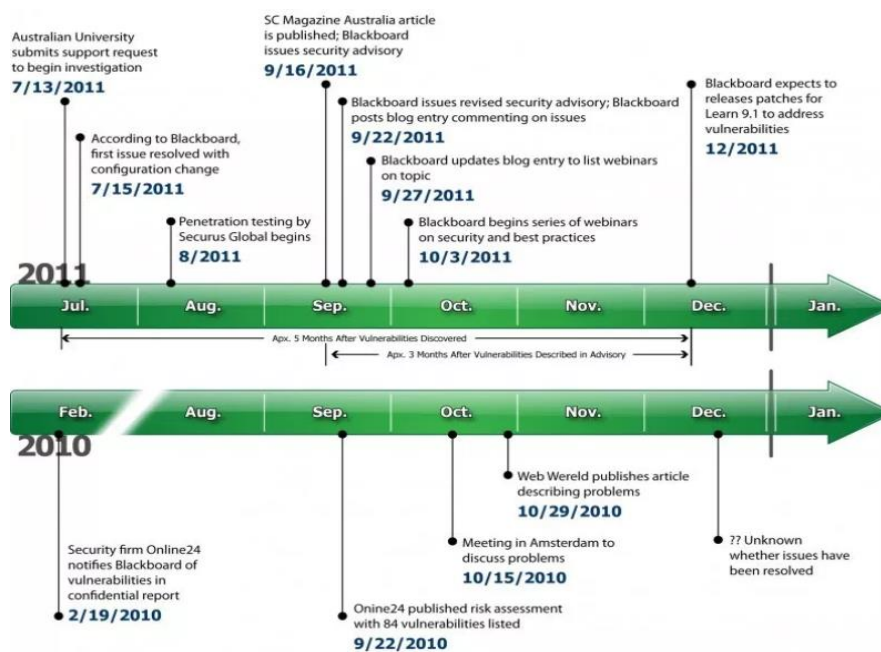 Australian University
submits support request
to begin investigation
7/13/2011
According to Blackboard,
first issue resolved with
configuration change
7/15/2011
Penetration testing by
Securus Global begins
8/2011
SC Magazine Australia article
is published; Blackboard
issues security advisory
9/16/2011
Blackboard issues revised security advisory; Blackboard
posts blog entry commenting on issues
9/22/2011
Blackboard updates blog entry to list webinars
on topic
9/27/2011
Blackboard begins series of webinars
on security and best practices
10/3/2011
Blackboard expects to
releases patches for
Learn 9.1 to address
vulnerabilities
12/2011
2011
Jul. Aug. Sep. Oct. Nov. Dec. Jan.
Apx. 5 Months After Vulnerabilities Discovered
Apx. 3 Months After Vulnerabilities Described in Advisory
Feb. Aug. Sep. Oct. Nov. Dec. Jan.
2010
Security firm Online24
notifies Blackboard of
vulnerabilities in
confidential report
2/19/2010
Onine24 published risk assessment
with 84 vulnerabilities listed
9/22/2010
Meeting in Amsterdam to
discuss problems
10/15/2010
Web Wereld publishes article
describing problems
10/29/2010
?? Unknown
whether issues have
been resolved